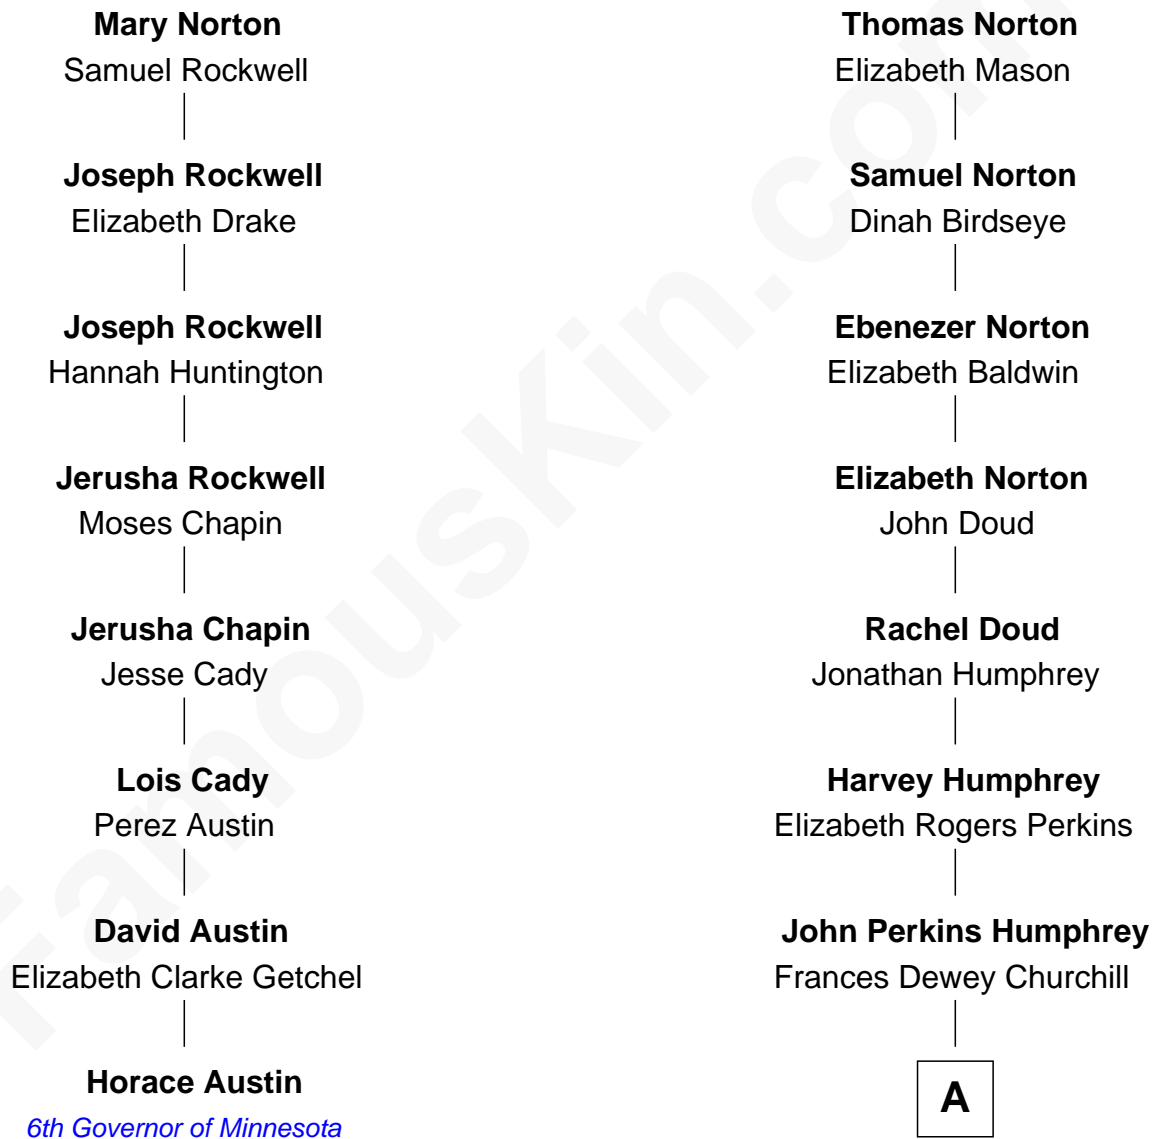 Mary Norton
Samuel Rockwell
Joseph Rockwell
Elizabeth Drake
Joseph Rockwell
Hannah Huntington
Jerusha Rockwell
Moses Chapin
Jerusha Chapin
Jesse Cady
Lois Cady
Perez Austin
David Austin
Elizabeth Clarke Getchel
Horace Austin
6th Governor of Minnesota
Thomas Norton
Elizabeth Mason
Samuel Norton
Dinah Birdseye
Ebenezer Norton
Elizabeth Baldwin
Elizabeth Norton
John Doud
Rachel Doud
Jonathan Humphrey
Harvey Humphrey
Elizabeth Rogers Perkins
John Perkins Humphrey
Frances Dewey Churchill
A
FamousKin.com